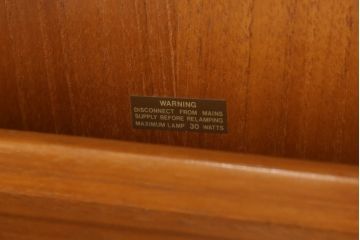 WARNING
DISCONNECT FROM MAINS
SUPPLY BEFORE RELAMPING
MAXIMUM LAMP 30 WATTS